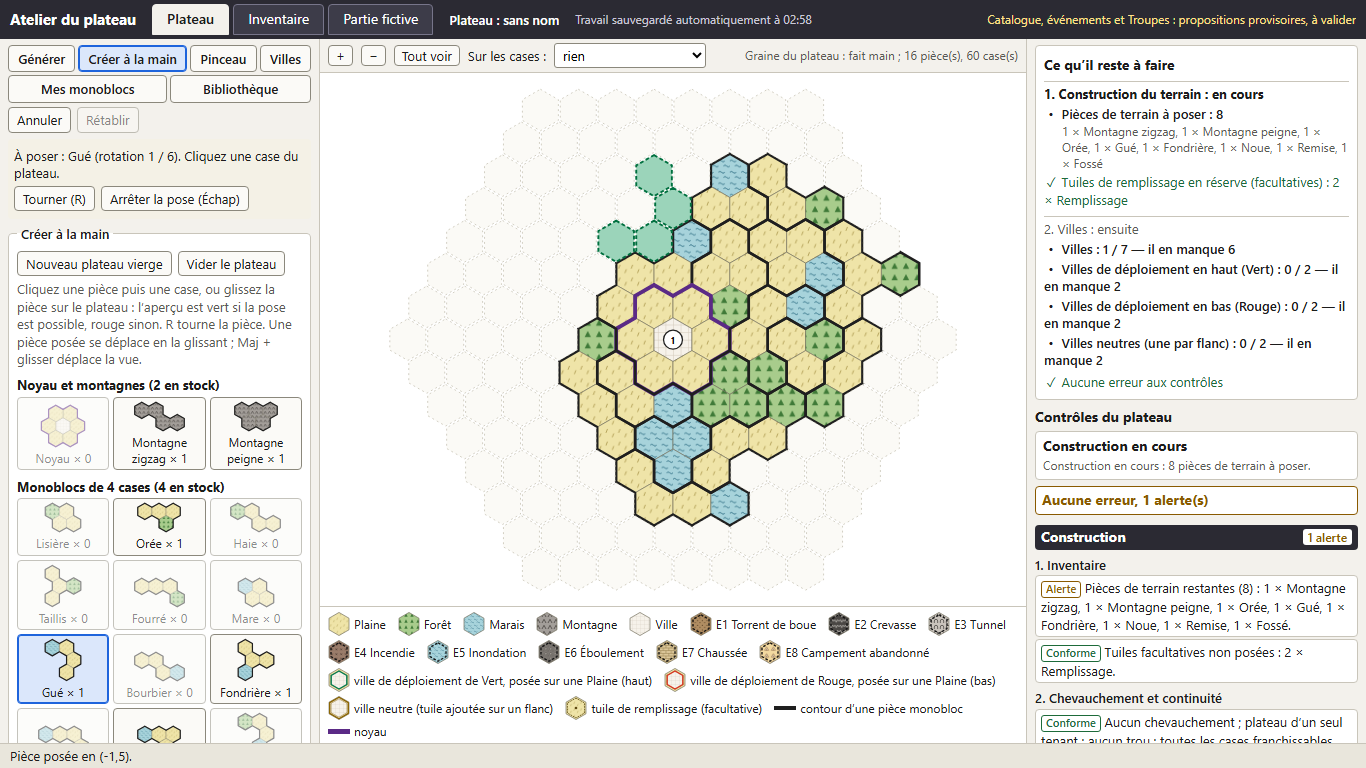 Atelier du plateau
Plateau
Inventaire
Partie fictive
Plateau : sans nom
Travail sauvegardé automatiquement à 02:58
Catalogue, événements et Troupes : propositions provisoires, à valider
Générer
Créer à la main
Pinceau
Villes
Mes monoblocs
Bibliothèque
Annuler
Rétablir
À poser : Gué (rotation 1 / 6). Cliquez une case du
plateau.
Tourner (R)
Arrêter la pose (Échap)
Créer à la main
Nouveau plateau vierge
Vider le plateau
Cliquez une pièce puis une case, ou glissez la
pièce sur le plateau : l'aperçu est vert si la pose
est possible, rouge sinon. R tourne la pièce. Une
pièce posée se déplace en la glissant ; Maj +
glisser déplace la vue.
Noyau et montagnes (2 en stock)
Noyau × 0
Montagne
zigzag × 1
Montagne
peigne × 1
Monoblocs de 4 cases (4 en stock)
Lisière × 0
Orée × 1
Haie × 0
Taillis × 0
Fourré × 0
Mare × 0
Gué × 1
Bourbier × 0
Fondrière × 1
+
−
Tout voir
Sur les cases :
rien
Graine du plateau : fait main ; 16 pièce(s), 60 case(s)
1
Plaine
Forêt
Marais
Montagne
Ville
E1 Torrent de boue
E2 Crevasse
E3 Tunnel
E4 Incendie
E5 Inondation
E6 Éboulement
E7 Chaussée
E8 Campement abandonné
ville de déploiement de Vert, posée sur une Plaine (haut)
ville de déploiement de Rouge, posée sur une Plaine (bas)
ville neutre (tuile ajoutée sur un flanc)
tuile de remplissage (facultative)
contour d'une pièce monobloc
noyau
Ce qu'il reste à faire
1. Construction du terrain : en cours
• Pièces de terrain à poser : 8
1 × Montagne zigzag, 1 × Montagne peigne, 1 ×
Orée, 1 × Gué, 1 × Fondrière, 1 × Noue, 1 × Remise, 1
× Fossé
✓ Tuiles de remplissage en réserve (facultatives) : 2
× Remplissage
2. Villes : ensuite
• Villes : 1 / 7 — il en manque 6
• Villes de déploiement en haut (Vert) : 0 / 2 — il
en manque 2
• Villes de déploiement en bas (Rouge) : 0 / 2 — il
en manque 2
• Villes neutres (une par flanc) : 0 / 2 — il en
manque 2
✓ Aucune erreur aux contrôles
Contrôles du plateau
Construction en cours
Construction en cours : 8 pièces de terrain à poser.
Aucune erreur, 1 alerte(s)
Construction
1 alerte
1. Inventaire
Alerte Pièces de terrain restantes (8) : 1 × Montagne
zigzag, 1 × Montagne peigne, 1 × Orée, 1 × Gué, 1 ×
Fondrière, 1 × Noue, 1 × Remise, 1 × Fossé.
Conforme Tuiles facultatives non posées : 2 ×
Remplissage.
2. Chevauchement et continuité
Conforme Aucun chevauchement ; plateau d'un seul
tenant ; aucun trou ; toutes les cases franchissables
Pièce posée en (-1,5).